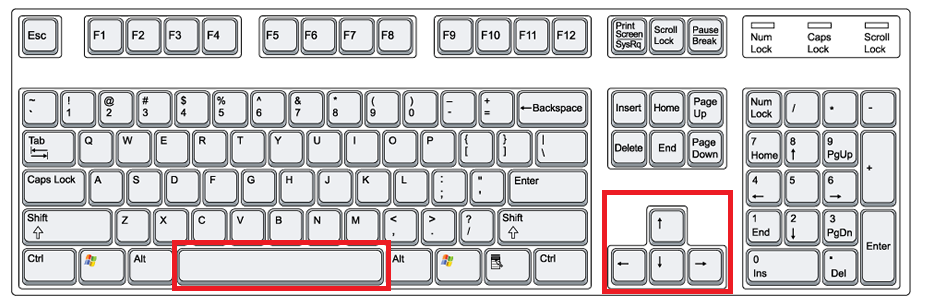 Esc F1 F2 F3 F4 F5 F6 F7 F8 F9 F10 F11 F12 Print Screen SysRq Scroll Lock Pause Break Num Lock Caps Lock Scroll Lock
~ ` ! 1 @ 2 # 3 $ 4 % 5 ^ 6 & 7 * 8 ( 9 ) 0 _ - + = ←Backspace Insert Home Page Up Num Lock / * -
Tab Q W E R T Y U I O P { [ } ] | \ Delete End Page Down 7 Home 8 ↑ 9 PgUp +
Caps Lock A S D F G H J K L : ; " ' Enter 4 ← 5 6 →
Shift Z X C V B N M < , > . ? / Shift ↑ 1 End 2 ↓ 3 PgDn Enter
Ctrl Alt Alt Ctrl ← ↓ → 0 Ins . Del